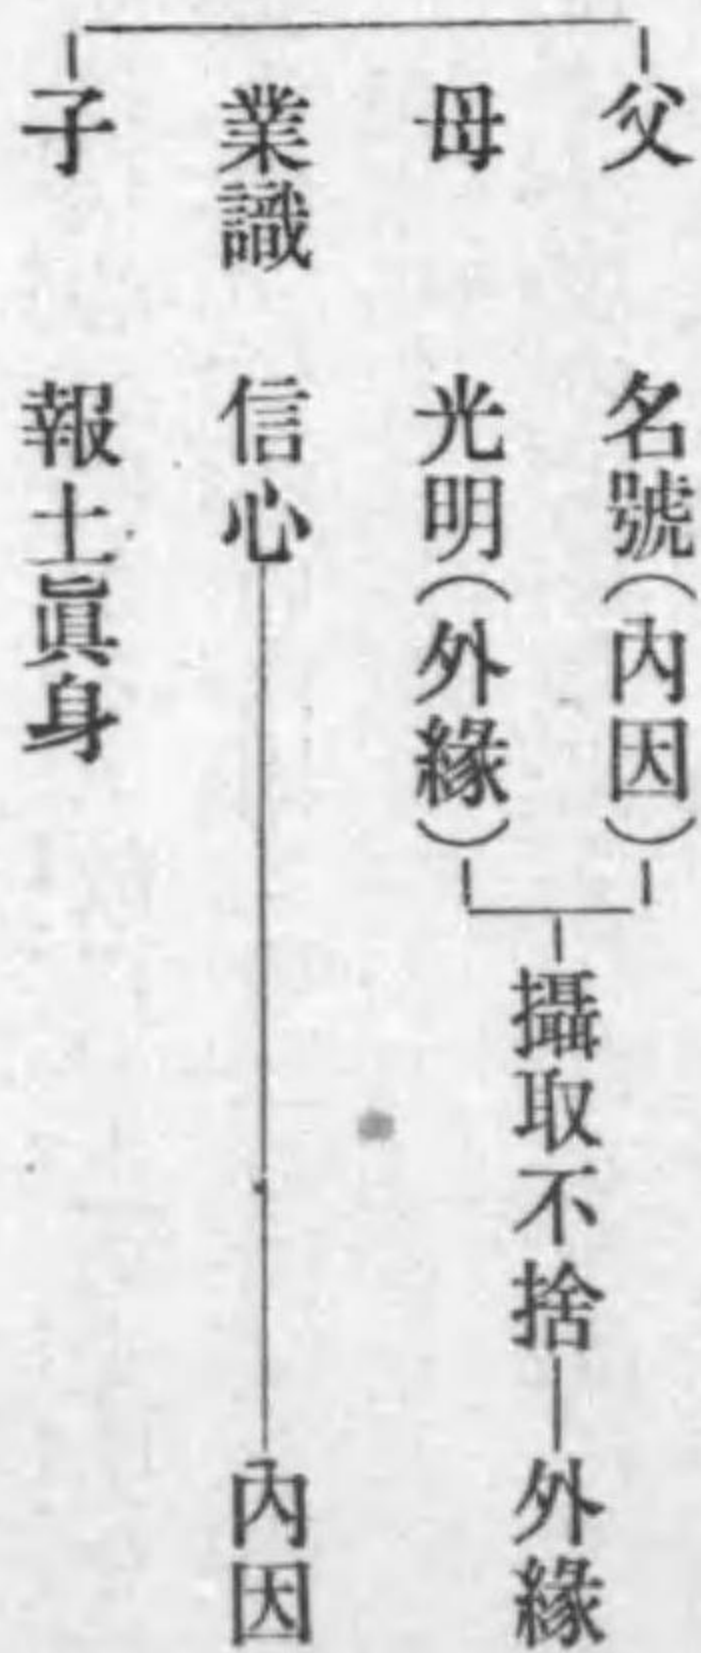 父 名號(內因)
母 光明(外緣)
攝取不捨 外緣
業識 信心 內因
子 報土眞身